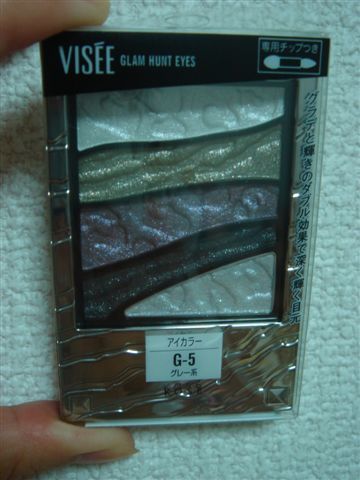 VISÉE GLAM HUNT EYES
専用チップつき
グラデと輝きのダブル効果で深く輝く目元
アイカラー
G-5
グレー系
KOSÉ